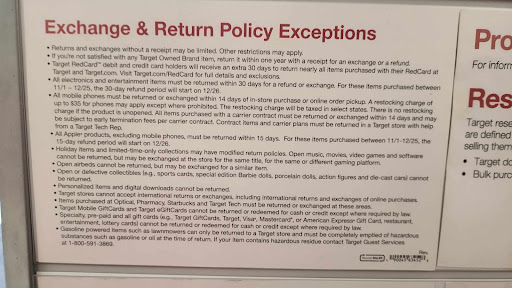 Exchange & Return Policy Exceptions
• Returns and exchanges without a receipt may be limited. Other restrictions may apply.
• If you're not satisfied with any Target Owned Brand item, return it within one year with a receipt for an exchange or a refund.
• Target RedCard™ debit and credit card holders will receive an extra 30 days to return nearly all items purchased with their RedCard at
Target and Target.com. Visit Target.com/RedCard for full details and exclusions.
• All electronics and entertainment items must be returned within 30 days for a refund or exchange. For these items purchased between
11/1 – 12/25, the 30-day refund period will start on 12/26.
• All mobile phones must be returned or exchanged within 14 days of in-store purchase or online order pickup. A restocking charge of
up to $35 for phones may apply except where prohibited. The restocking charge will be taxed in select states. There is no restocking
charge if the product is unopened. All items purchased with a carrier contract must be returned or exchanged within 14 days and may
be subject to early termination fees per carrier contract. Contract items and carrier plans must be returned in a Target store with help
from a Target Tech Rep.
• All Apple products, excluding mobile phones, must be returned within 15 days. For these items purchased between 11/1-12/25, the
15-day refund period will start on 12/26.
• Holiday items and limited-time-only collections may have modified return policies. Open music, movies, video games and software
cannot be returned, but may be exchanged at the store for the same title, for the same or different gaming platform.
• Open airbeds cannot be returned, but may be exchanged for a similar item.
• Open or defective collectibles (e.g., sports cards, special edition Barbie dolls, porcelain dolls, action figures and die-cast cars) cannot
be returned.
• Personalized items and digital downloads cannot be returned.
• Target stores cannot accept international returns or exchanges, including international returns and exchanges of online purchases.
• Items purchased at Optical, Pharmacy, Starbucks and Target Tech must be returned or exchanged at these areas.
• Target Mobile GiftCards and Target eGiftCards cannot be returned or redeemed for cash or credit except where required by law.
• Specialty, pre-paid and all gift cards (e.g. Target GiftCards, Target, Visa®, Mastercard®, or American Express® Gift Card, restaurant,
entertainment, lottery cards) cannot be returned or redeemed for cash or credit except where required by law.
• Gasoline powered items such as lawnmowers can only be returned to a Target store and must be completely emptied of hazardous
substances such as gasoline or oil at the time of return. If your item contains hazardous residue contact Target Guest Services
at 1-800-591-3869.
Pro
For inform
Res
Target rese
are defined
selling them
• Target do
• Bulk purc